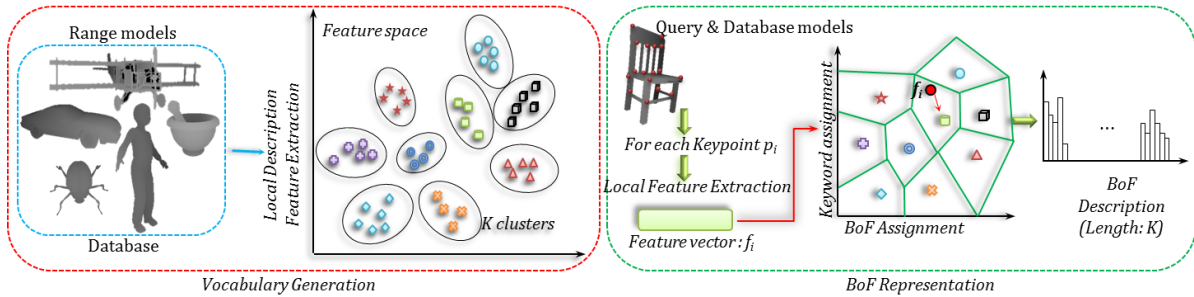 Range models
Database
Local Description
Feature Extraction
Feature space
K clusters
Vocabulary Generation
Query & Database models
For each Keypoint pᵢ
Local Feature Extraction
Feature vector : fᵢ
Keyword assignment
fᵢ
BoF Assignment
...
BoF
Description
(Length: K)
BoF Representation